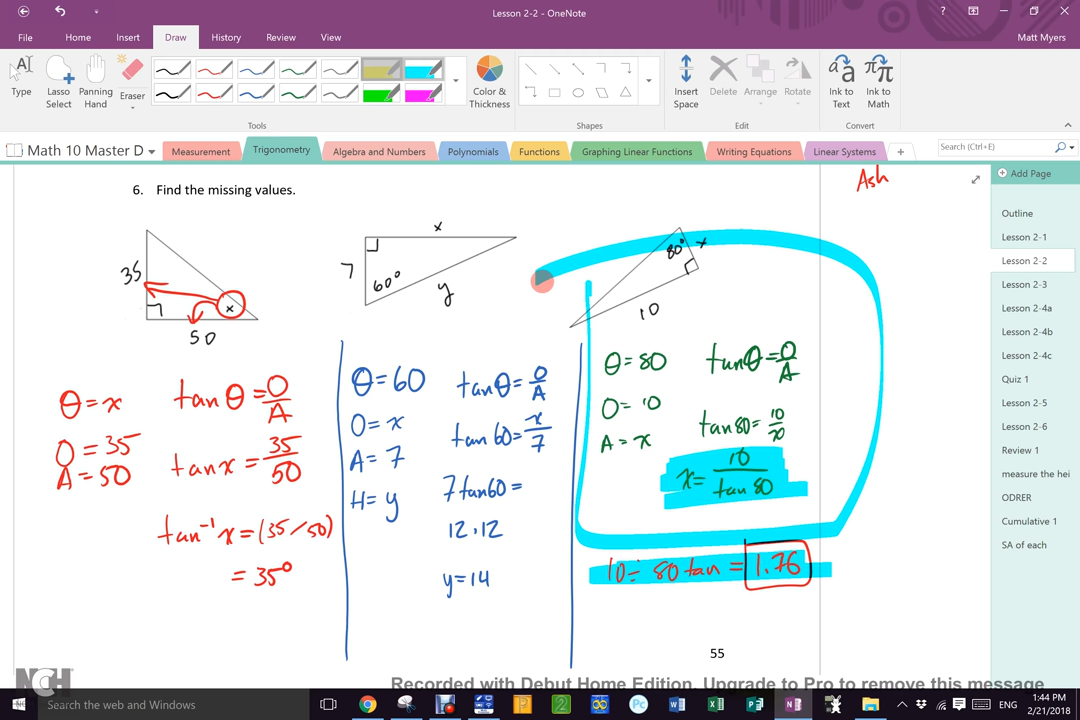 Lesson 2-2 - OneNote
?
File
Home
Insert
Draw
History
Review
View
Matt Myers
Type
Lasso Select
Panning Hand
Eraser
Color & Thickness
Insert Space
Delete
Arrange
Rotate
Ink to Text
Ink to Math
Tools
Shapes
Edit
Convert
Math 10 Master D
Measurement
Trigonometry
Algebra and Numbers
Polynomials
Functions
Graphing Linear Functions
Writing Equations
Linear Systems
Search (Ctrl+E)
Add Page
Outline
Lesson 2-1
Lesson 2-2
Lesson 2-3
Lesson 2-4a
Lesson 2-4b
Lesson 2-4c
Quiz 1
Lesson 2-5
Lesson 2-6
Review 1
measure the hei
ODRER
Cumulative 1
SA of each
Ash
6. Find the missing values.
35
x
50
θ = x
O = 35
A = 50
tan θ = O/A
tan x = 35/50
tan⁻¹ x = (35/50)
= 35°
x
7
60°
y
θ = 60
O = x
A = 7
H = y
tan θ = O/A
tan 60 = x/7
7 tan 60 =
12.12
y = 14
80°
x
10
θ = 80
O = 10
A = x
tan θ = O/A
tan 80 = 10/x
x = 10/tan 80
10 ÷ 80 tan = 1.76
55
NCH
Recorded with Debut Home Edition. Upgrade to Pro to remove this message
Search the web and Windows
ENG
1:44 PM
2/21/2018